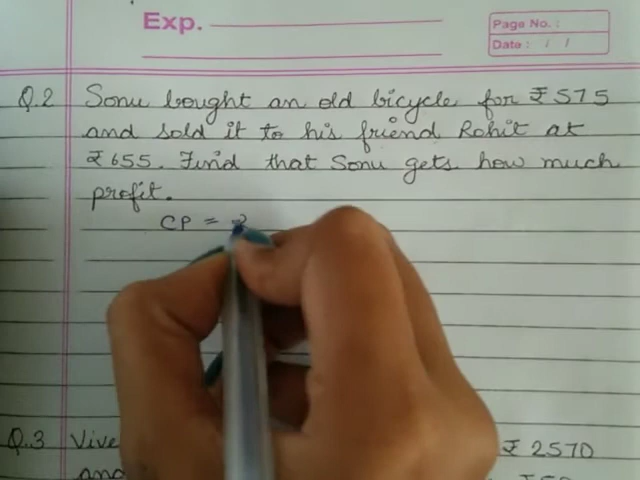 Exp.
Page No. :
Date : / /
Q.2 Sonu bought an old bicycle for ₹ 575
and sold it to his friend Rohit at
₹ 655. Find that Sonu gets how much
profit.
CP =
Q.3 Vive ₹ 2570
and